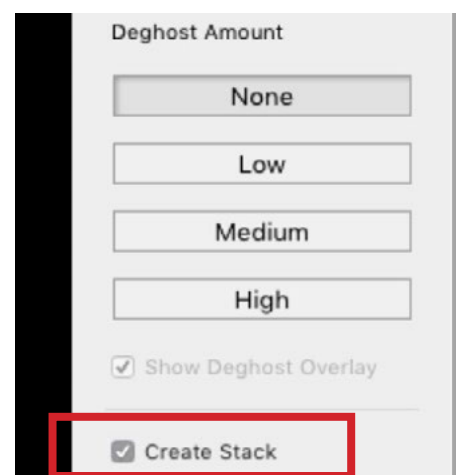 Deghost Amount
None
Low
Medium
High
Show Deghost Overlay
Create Stack